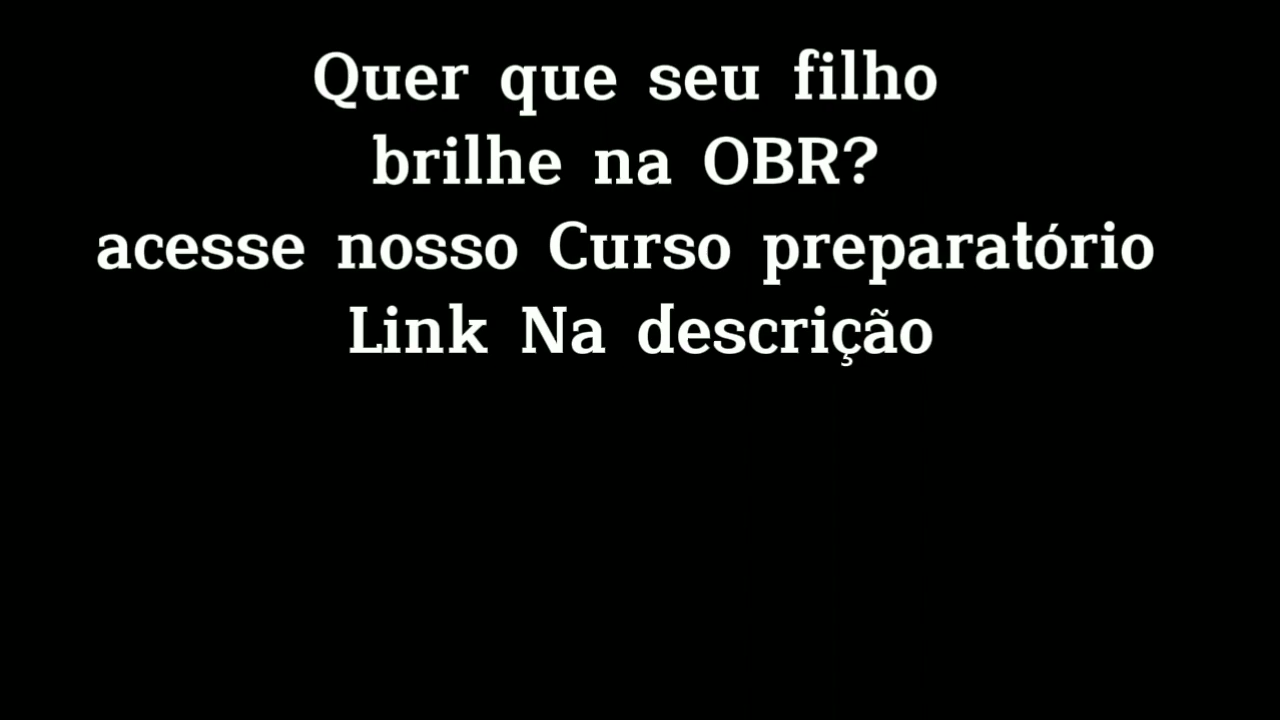 Quer que seu filho
brilhe na OBR?
acesse nosso Curso preparatório
Link Na descrição